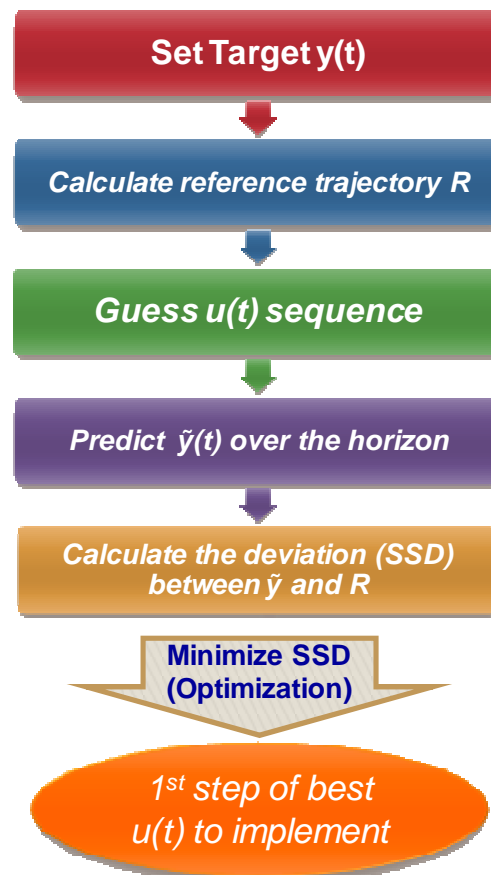 Set Target y(t)
Calculate reference trajectory R
Guess u(t) sequence
Predict ỹ(t) over the horizon
Calculate the deviation (SSD)
between ỹ and R
Minimize SSD
(Optimization)
1st step of best
u(t) to implement